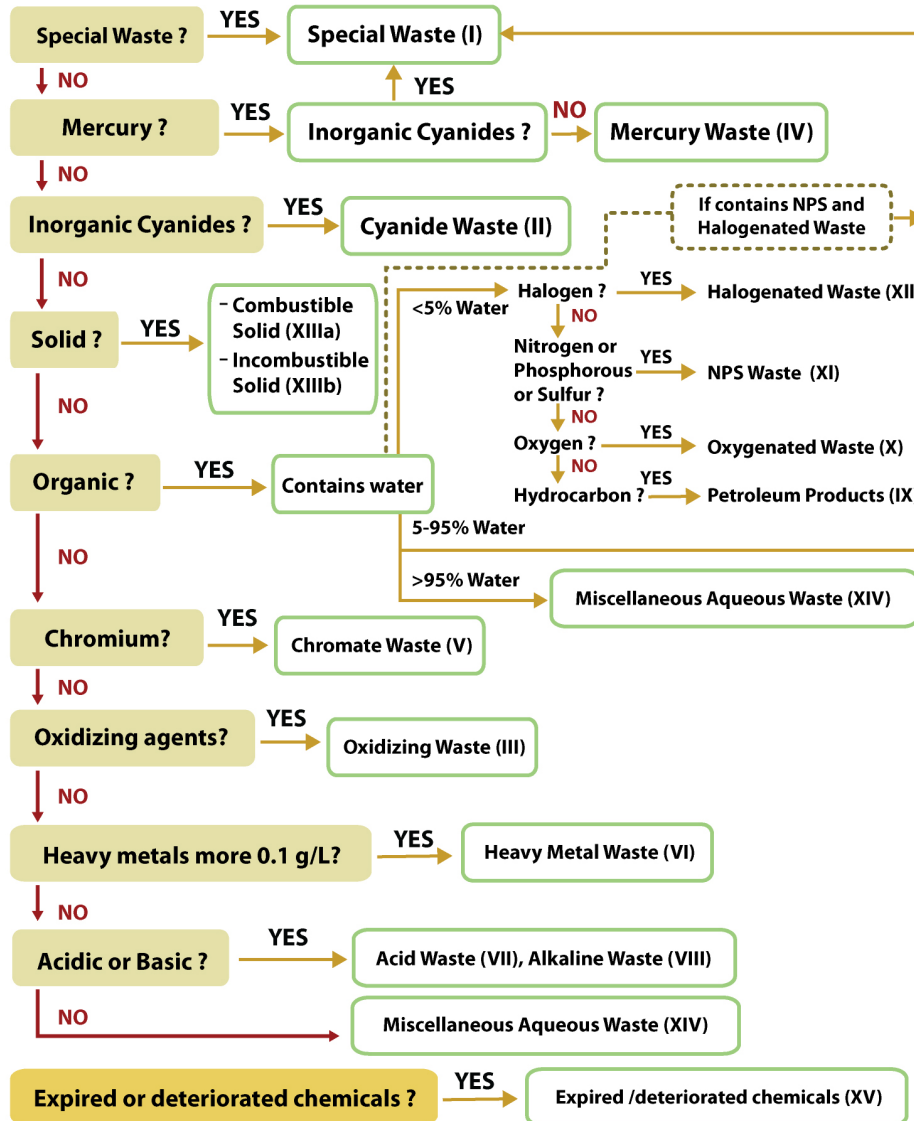 Special Waste ?
YES
Special Waste (I)
NO
YES
Mercury ?
YES
Inorganic Cyanides ?
NO
Mercury Waste (IV)
NO
Inorganic Cyanides ?
YES
Cyanide Waste (II)
If contains NPS and
Halogenated Waste
NO
Solid ?
YES
– Combustible
Solid (XIIIa)
– Incombustible
Solid (XIIIb)
<5% Water
Halogen ?
YES
Halogenated Waste (XII
NO
Nitrogen or
Phosphorous
or Sulfur ?
YES
NPS Waste (XI)
NO
Oxygen ?
YES
Oxygenated Waste (X)
NO
Hydrocarbon ?
YES
Petroleum Products (IX
NO
Organic ?
YES
Contains water
5-95% Water
>95% Water
Miscellaneous Aqueous Waste (XIV)
NO
Chromium?
YES
Chromate Waste (V)
NO
Oxidizing agents?
YES
Oxidizing Waste (III)
NO
Heavy metals more 0.1 g/L?
YES
Heavy Metal Waste (VI)
NO
Acidic or Basic ?
YES
Acid Waste (VII), Alkaline Waste (VIII)
NO
Miscellaneous Aqueous Waste (XIV)
Expired or deteriorated chemicals ?
YES
Expired /deteriorated chemicals (XV)